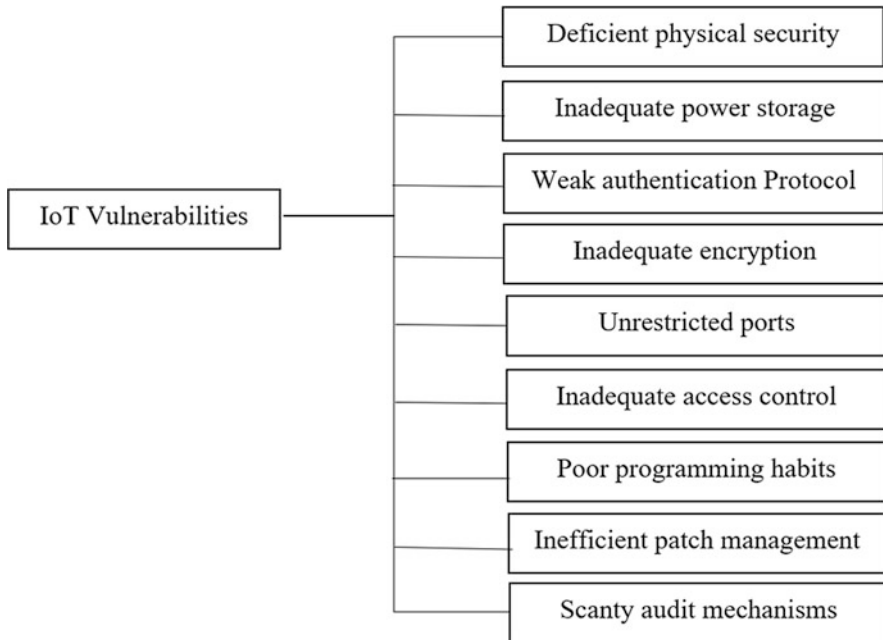 IoT Vulnerabilities
Deficient physical security
Inadequate power storage
Weak authentication Protocol
Inadequate encryption
Unrestricted ports
Inadequate access control
Poor programming habits
Inefficient patch management
Scanty audit mechanisms